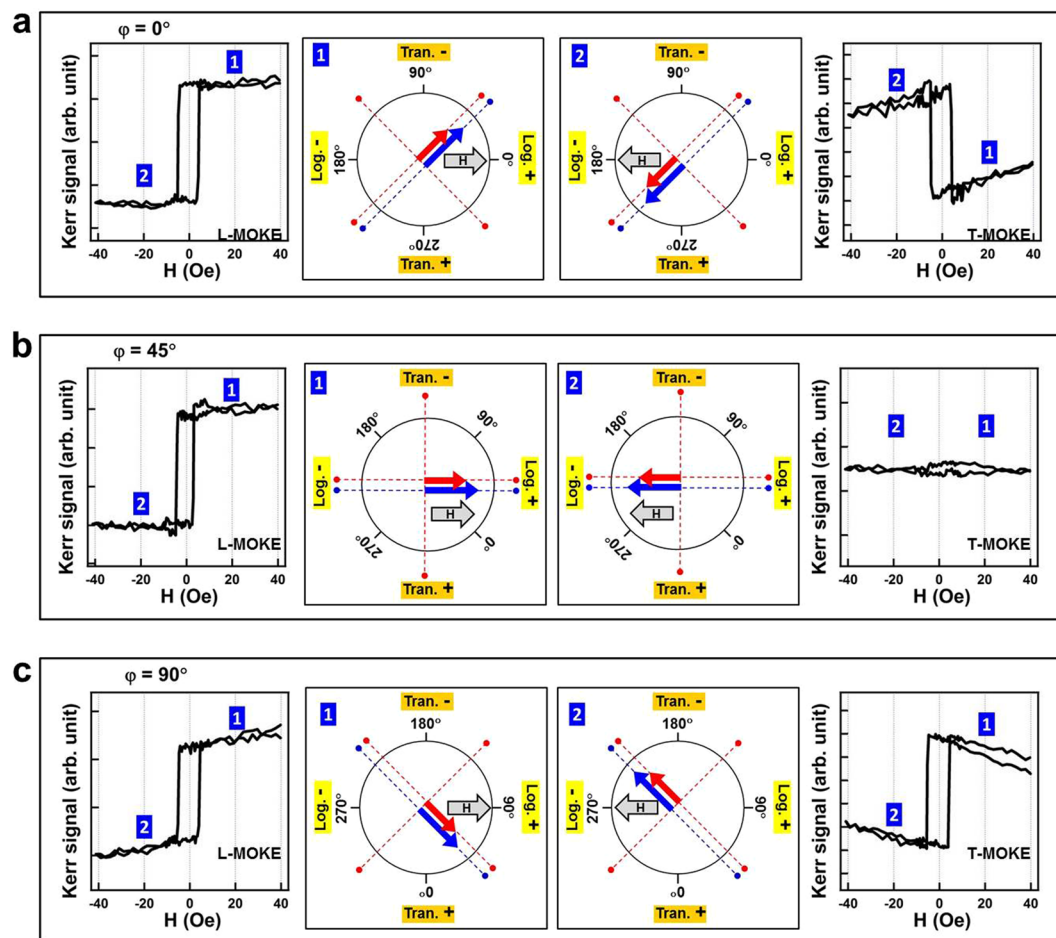 a
φ = 0°
Kerr signal (arb. unit)
1
2
L-MOKE
-40 -20 0 20 40
H (Oe)
1
Tran. -
90°
Log. -
180°
H
0°
Log. +
270°
Tran. +
2
Tran. -
90°
Log. -
180°
H
0°
Log. +
270°
Tran. +
Kerr signal (arb. unit)
2
1
T-MOKE
-40 -20 0 20 40
H (Oe)
b
φ = 45°
Kerr signal (arb. unit)
1
2
L-MOKE
-40 -20 0 20 40
H (Oe)
1
Tran. -
180°
90°
Log. -
Log. +
H
270°
0°
Tran. +
2
Tran. -
180°
90°
Log. -
Log. +
H
270°
0°
Tran. +
Kerr signal (arb. unit)
2
1
T-MOKE
-40 -20 0 20 40
H (Oe)
c
φ = 90°
Kerr signal (arb. unit)
1
2
L-MOKE
-40 -20 0 20 40
H (Oe)
1
Tran. -
180°
Log. -
270°
H
90°
Log. +
0°
Tran. +
2
Tran. -
180°
Log. -
270°
H
90°
Log. +
0°
Tran. +
Kerr signal (arb. unit)
1
2
T-MOKE
-40 -20 0 20 40
H (Oe)